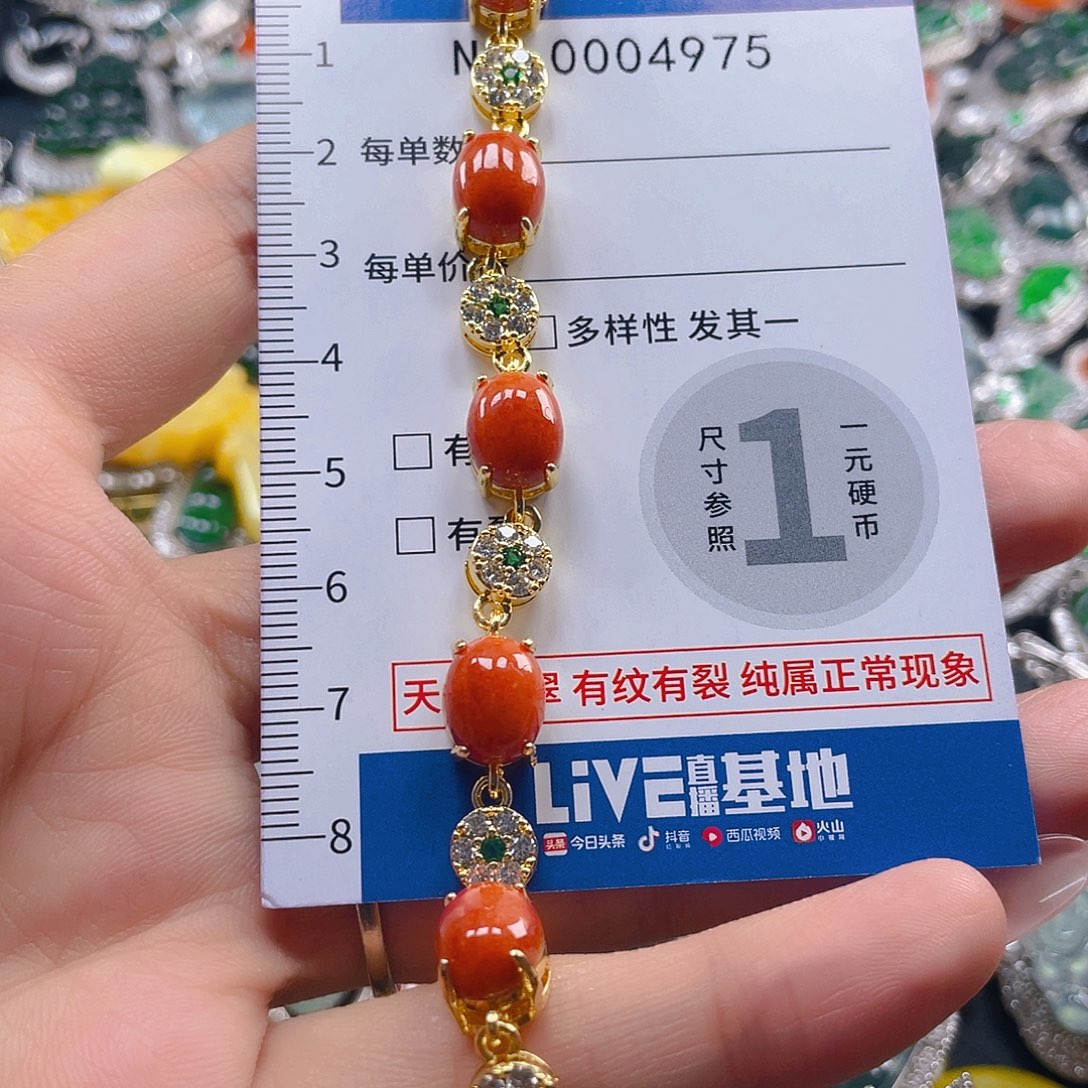 1
0004975
2
每单数
3
每单价
多样性 发其一
4
尺寸参照
1
一元硬币
5
有
6
有
7
天 翠 有纹有裂 纯属正常现象
8
LiVE直播基地
头条 今日头条 抖音 西瓜视频 火山